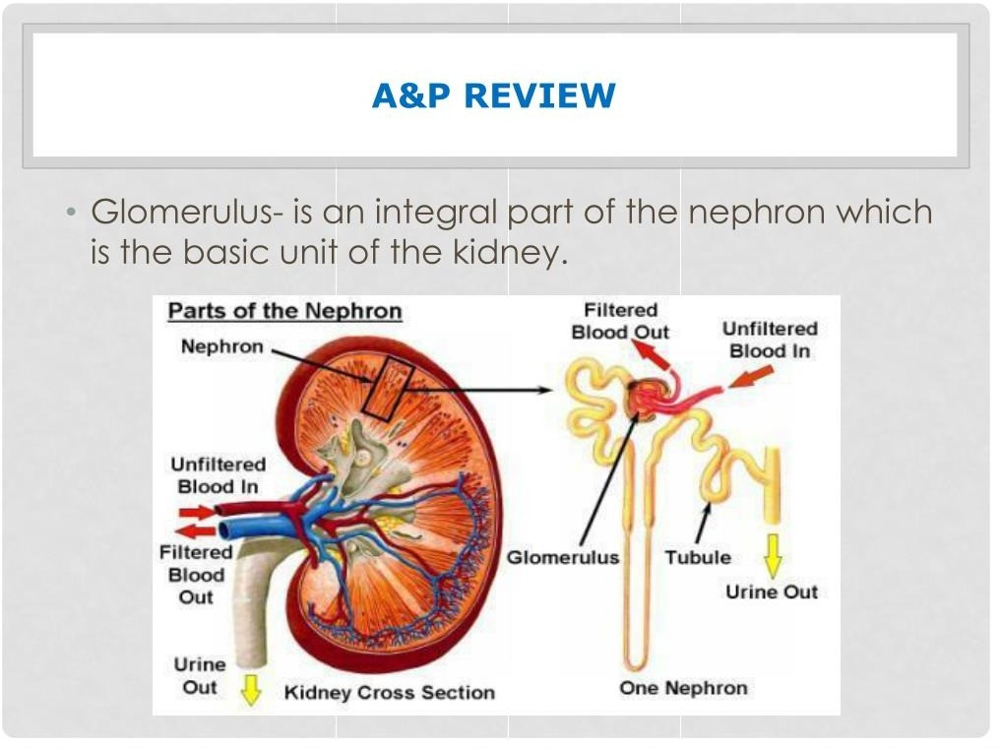 A&P REVIEW
• Glomerulus- is an integral part of the nephron which
is the basic unit of the kidney.
Parts of the Nephron
Nephron
Unfiltered
Blood In
Filtered
Blood
Out
Urine
Out
Kidney Cross Section
Filtered
Blood Out
Unfiltered
Blood In
Glomerulus
Tubule
Urine Out
One Nephron